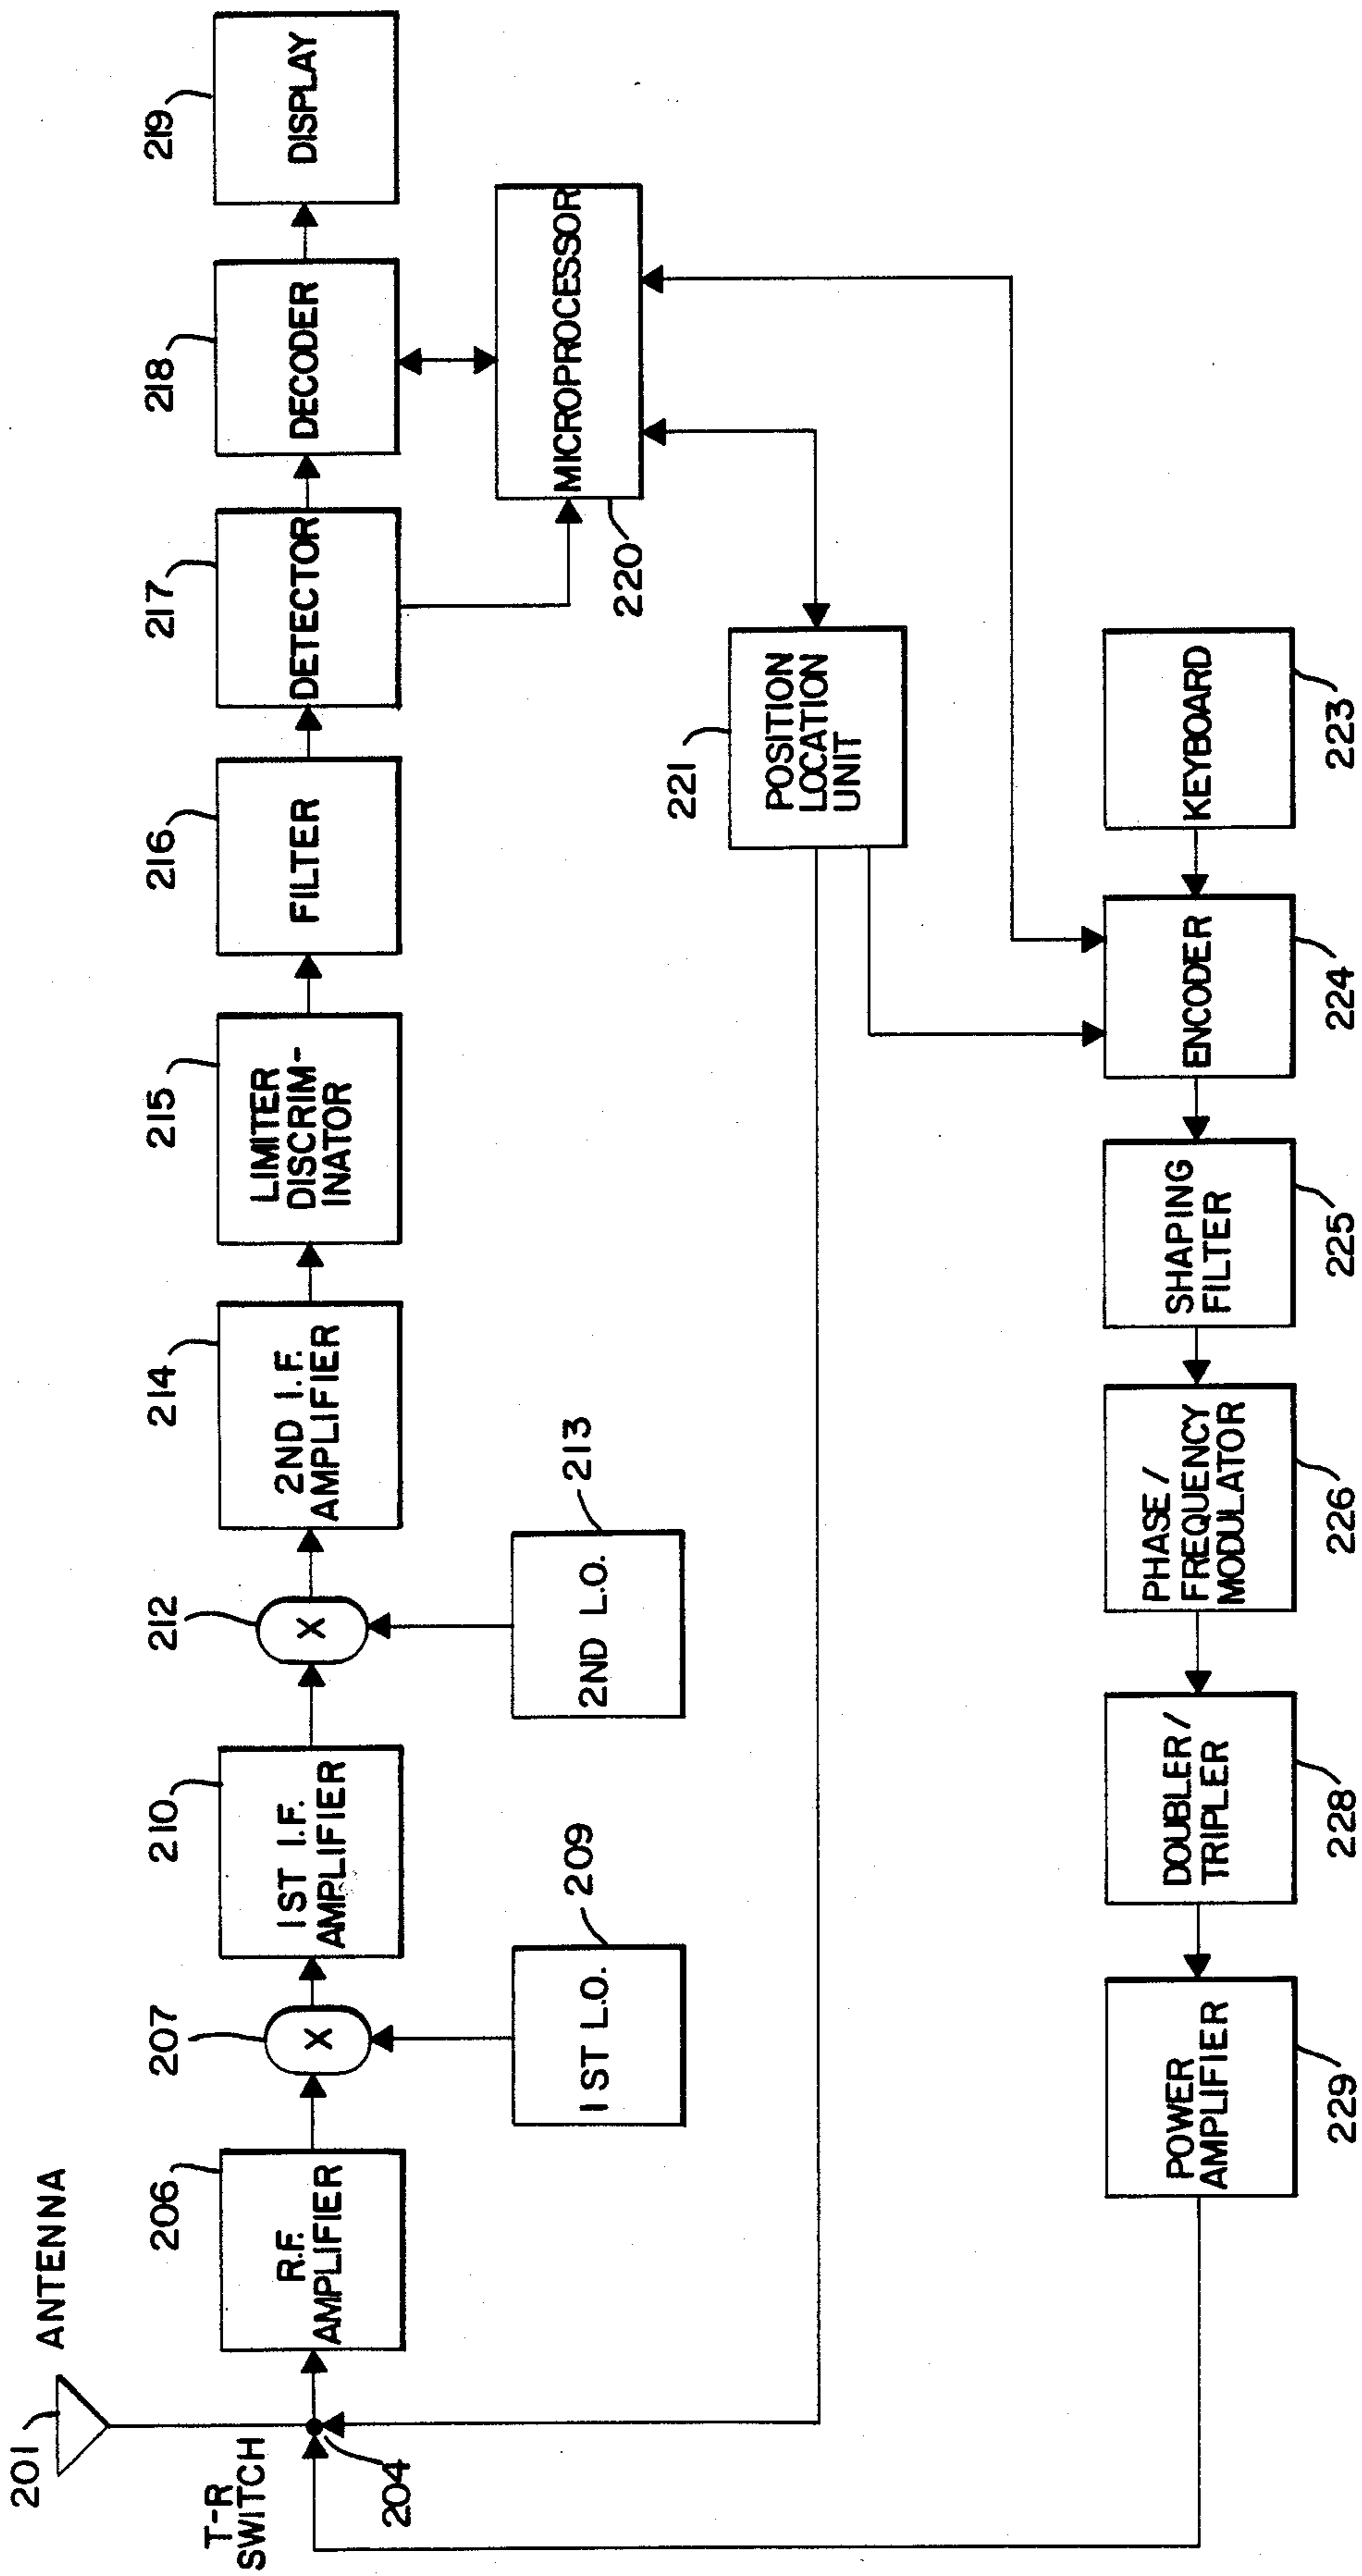 201
ANTENNA
T-R
SWITCH
204
206
R.F.
AMPLIFIER
207
X
1ST L.O.
209
210
1ST I.F.
AMPLIFIER
212
X
2ND L.O.
213
214
2ND I.F.
AMPLIFIER
215
LIMITER
DISCRIM-
INATOR
216
FILTER
217
DETECTOR
218
DECODER
219
DISPLAY
MICROPROCESSOR
220
221
POSITION
LOCATION
UNIT
KEYBOARD
223
ENCODER
224
SHAPING
FILTER
225
PHASE/
FREQUENCY
MODULATOR
226
DOUBLER/
TRIPLER
228
POWER
AMPLIFIER
229